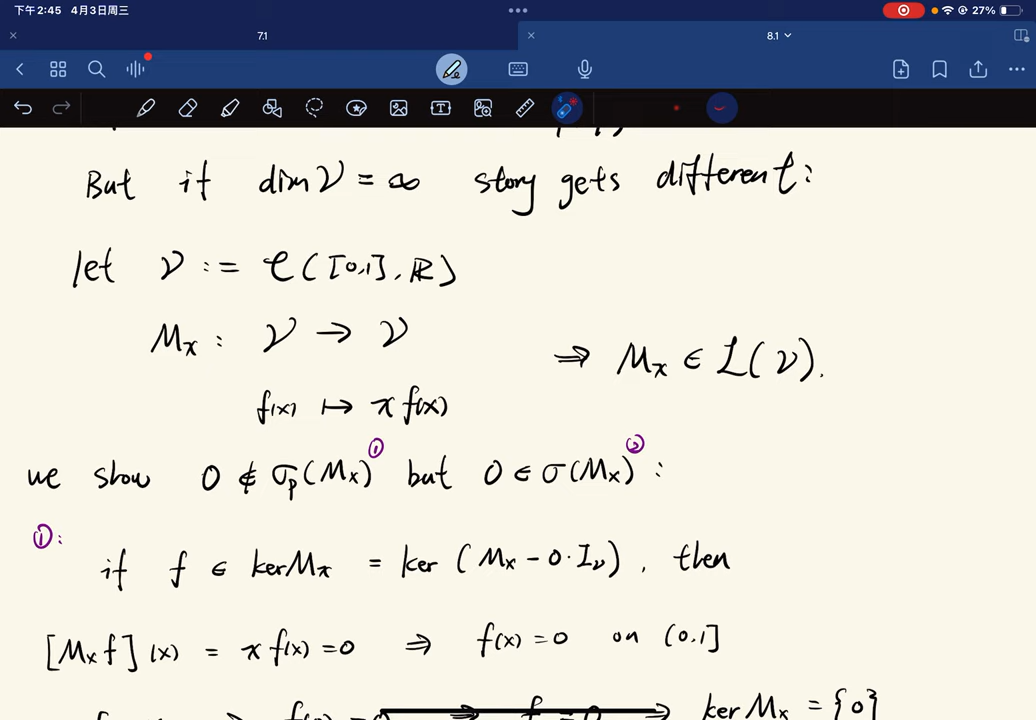 下午2:45 4月3日周三
27%
7.1
8.1
But if dim V = ∞ story gets different:
let V := C([0,1], ℝ)
Mx : V → V
⇒ Mx ∈ L(V).
f(x) ↦ x f(x)
we show 0 ∉ σp(Mx)① but 0 ∈ σ(Mx)② :
①:
if f ∈ ker Mx = ker (Mx - 0·Iv), then
[Mx f](x) = x f(x) = 0 ⇒ f(x) = 0 on (0,1]
ker Mx = {0}